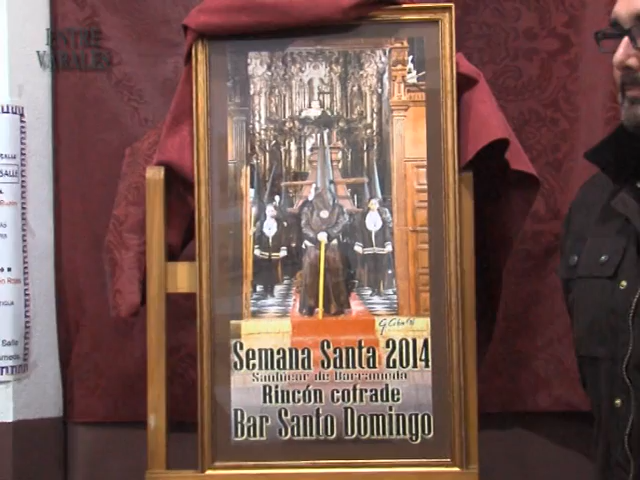 ENTRE
VARALES
Semana Santa 2014
Sanlúcar de Barrameda
Rincón cofrade
Bar Santo Domingo